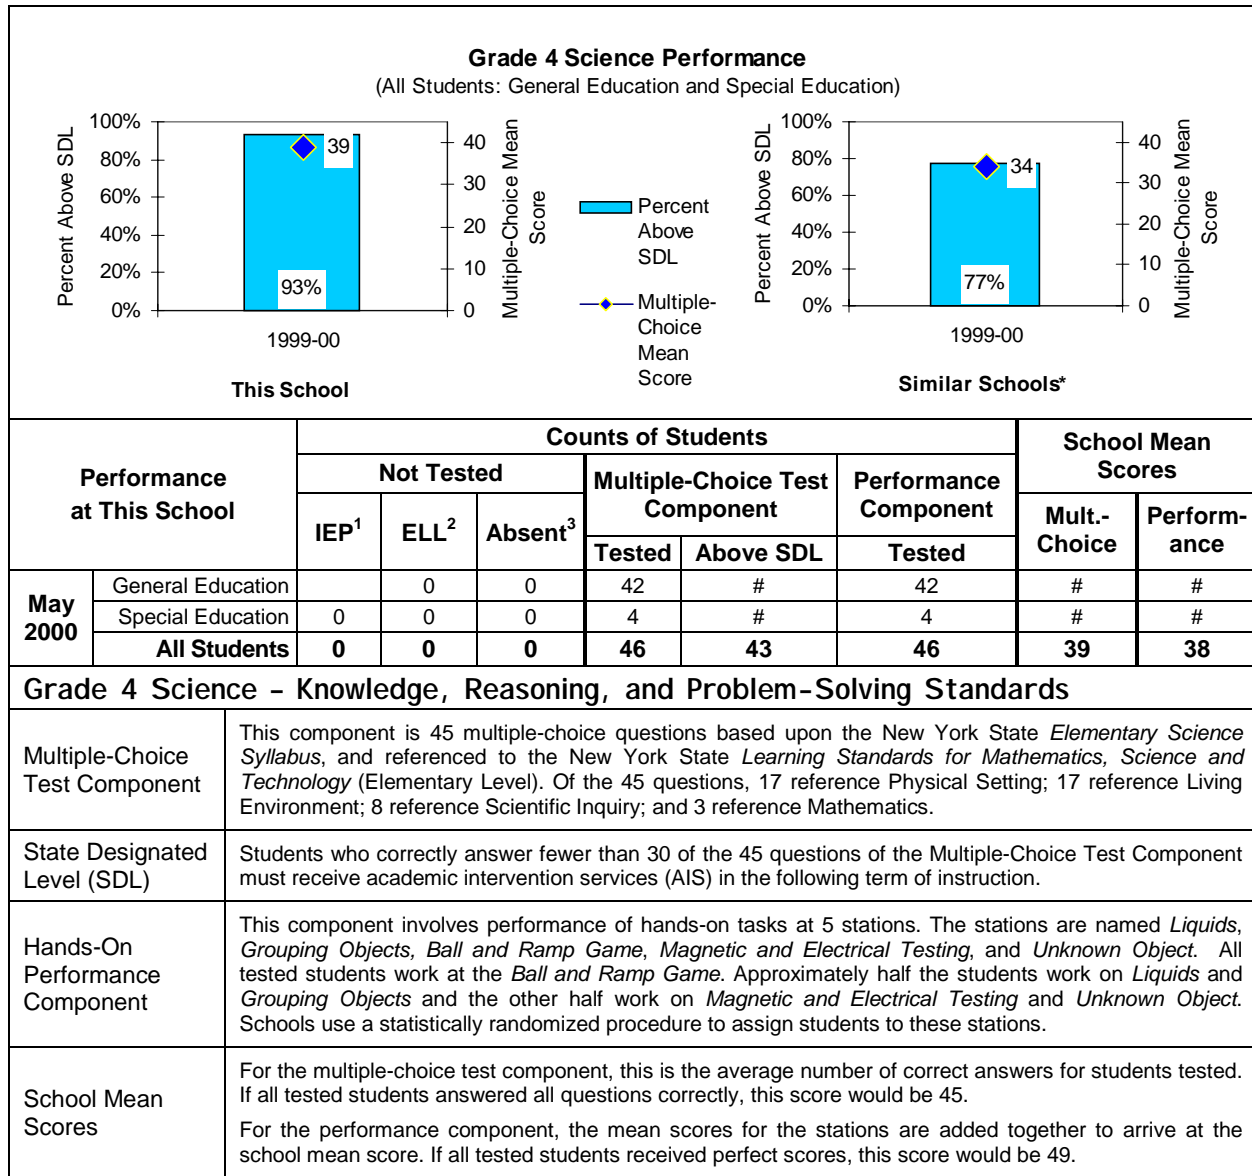 Grade 4 Science Performance
(All Students: General Education and Special Education)
Percent Above SDL
100%
80%
60%
40%
20%
0%
39
93%
40
30
20
10
0
Multiple-Choice Mean
Score
1999-00
This School
Percent
Above
SDL
Multiple-
Choice
Mean
Score
Percent Above SDL
100%
80%
60%
40%
20%
0%
34
77%
40
30
20
10
0
Multiple-Choice Mean
Score
1999-00
Similar Schools*
Performance
at This School
Counts of Students
School Mean
Scores
Not Tested
Multiple-Choice Test
Component
Performance
Component
IEP1 ELL2 Absent3
Mult.-
Choice
Perform-
ance
Tested Above SDL Tested
May
2000
General Education 0 0 42 # 42 # #
Special Education 0 0 0 4 # 4 # #
All Students 0 0 0 46 43 46 39 38
Grade 4 Science – Knowledge, Reasoning, and Problem-Solving Standards
Multiple-Choice
Test Component
This component is 45 multiple-choice questions based upon the New York State Elementary Science
Syllabus, and referenced to the New York State Learning Standards for Mathematics, Science and
Technology (Elementary Level). Of the 45 questions, 17 reference Physical Setting; 17 reference Living
Environment; 8 reference Scientific Inquiry; and 3 reference Mathematics.
State Designated
Level (SDL)
Students who correctly answer fewer than 30 of the 45 questions of the Multiple-Choice Test Component
must receive academic intervention services (AIS) in the following term of instruction.
Hands-On
Performance
Component
This component involves performance of hands-on tasks at 5 stations. The stations are named Liquids,
Grouping Objects, Ball and Ramp Game, Magnetic and Electrical Testing, and Unknown Object. All
tested students work at the Ball and Ramp Game. Approximately half the students work on Liquids and
Grouping Objects and the other half work on Magnetic and Electrical Testing and Unknown Object.
Schools use a statistically randomized procedure to assign students to these stations.
School Mean
Scores
For the multiple-choice test component, this is the average number of correct answers for students tested.
If all tested students answered all questions correctly, this score would be 45.
For the performance component, the mean scores for the stations are added together to arrive at the
school mean score. If all tested students received perfect scores, this score would be 49.